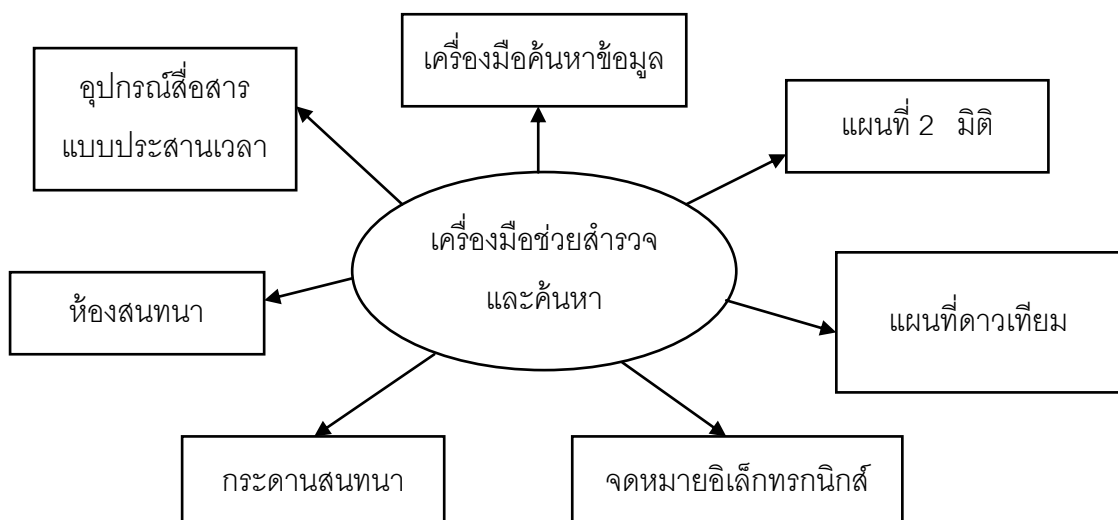 เครื่องมือค้นหาข้อมูล
อุปกรณ์สื่อสาร
แบบประสานเวลา
แผนที่ 2 มิติ
เครื่องมือช่วยสำรวจ
และค้นหา
ห้องสนทนา
แผนที่ดาวเทียม
กระดานสนทนา
จดหมายอิเล็กทรกนิกส์